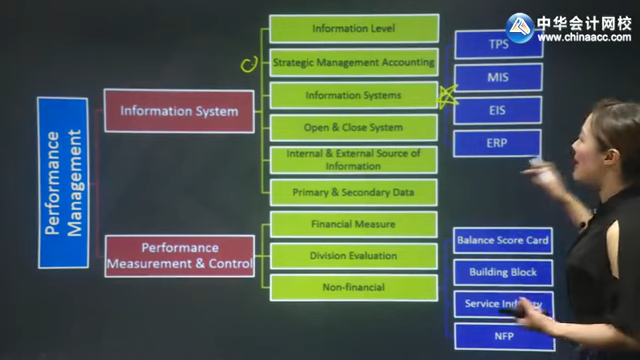 中华会计网校
www.chinaacc.com
Performance
Management
Information System
Performance
Measurement & Control
Information Level
Strategic Management Accounting
Information Systems
Open & Close System
Internal & External Source of
Information
Primary & Secondary Data
Financial Measure
Division Evaluation
Non-financial
TPS
MIS
EIS
ERP
Balance Score Card
Building Block
Service Industry
NFP